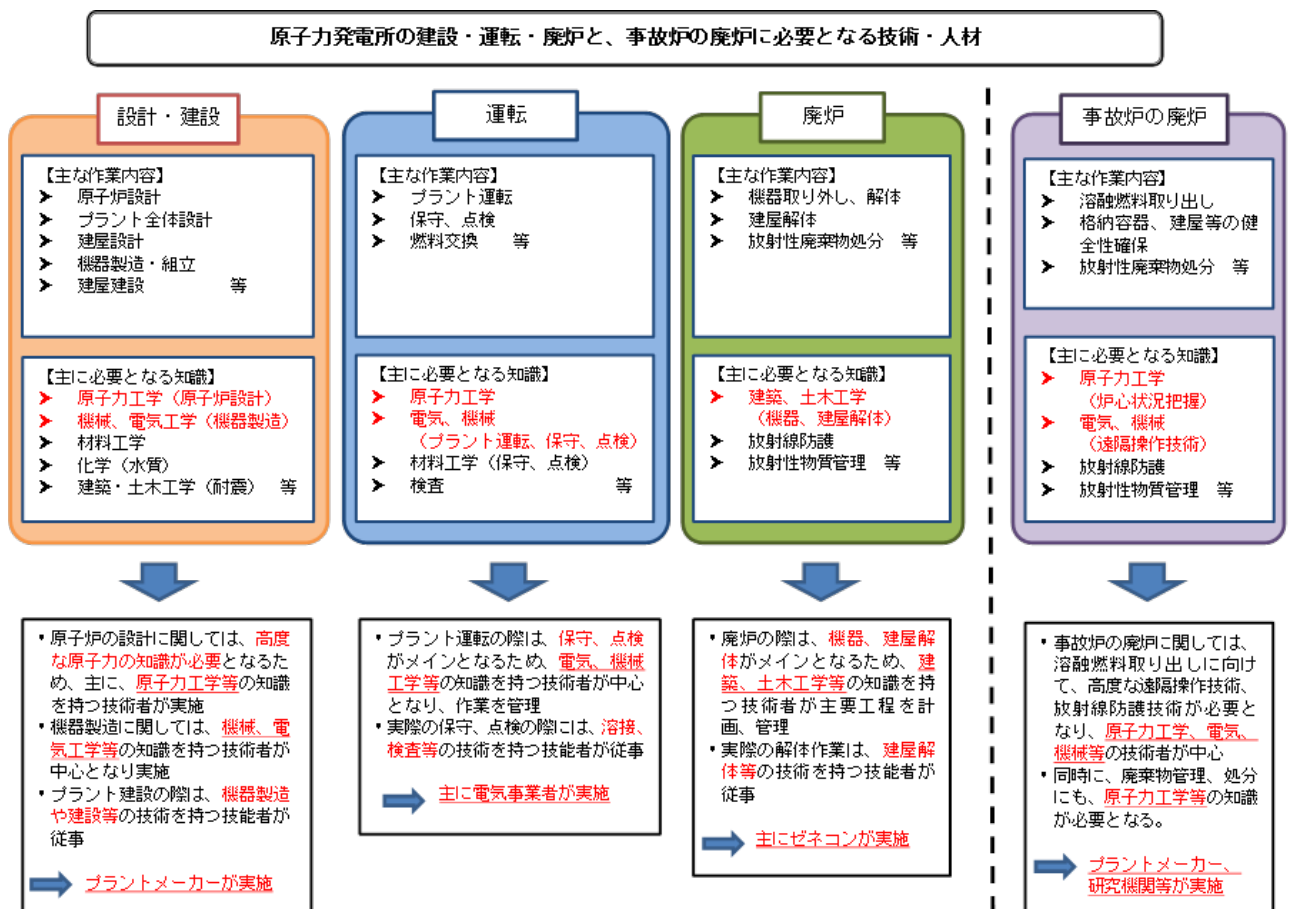 原子力発電所の建設・運転・廃炉と、事故炉の廃炉に必要となる技術・人材
設計・建設
【主な作業内容】
➤ 原子炉設計
➤ プラント全体設計
➤ 建屋設計
➤ 機器製造・組立
➤ 建屋建設 等
【主に必要となる知識】
➤ 原子力工学（原子炉設計）
➤ 機械、電気工学（機器製造）
➤ 材料工学
➤ 化学（水質）
➤ 建築・土木工学（耐震） 等
・原子炉の設計に関しては、高度
な原子力の知識が必要となるた
め、主に、原子力工学等の知識
を持つ技術者が実施
・機器製造に関しては、機械、電
気工学等の知識を持つ技術者が
中心となり実施
・プラント建設の際は、機器製造
や建設等の技術を持つ技能者が
従事
プラントメーカーが実施
運転
【主な作業内容】
➤ プラント運転
➤ 保守、点検
➤ 燃料交換 等
【主に必要となる知識】
➤ 原子力工学
➤ 電気、機械
（プラント運転、保守、点検）
➤ 材料工学（保守、点検）
➤ 検査 等
・プラント運転の際は、保守、点検
がメインとなるため、電気、機械
工学等の知識を持つ技術者が中心
となり、作業を管理
・実際の保守、点検の際には、溶接、
検査等の技術を持つ技能者が従事
主に電気事業者が実施
廃炉
【主な作業内容】
➤ 機器取り外し、解体
➤ 建屋解体
➤ 放射性廃棄物処分 等
【主に必要となる知識】
➤ 建築、土木工学
（機器、建屋解体）
➤ 放射線防護
➤ 放射性物質管理 等
・廃炉の際は、機器、建屋解
体がメインとなるため、建
築、土木工学等の知識を持
つ技術者が主要工程を計
画、管理
・実際の解体作業は、建屋解
体等の技術を持つ技能者が
従事
主にゼネコンが実施
事故炉の廃炉
【主な作業内容】
➤ 溶融燃料取り出し
➤ 格納容器、建屋等の健
全性確保
➤ 放射性廃棄物処分 等
【主に必要となる知識】
➤ 原子力工学
（炉心状況把握）
➤ 電気、機械
（遠隔操作技術）
➤ 放射線防護
➤ 放射性物質管理 等
・事故炉の廃炉に関しては、
溶融燃料取り出しに向け
て、高度な遠隔操作技術、
放射線防護技術が必要と
なり、原子力工学、電気、
機械等の技術者が中心
・同時に、廃棄物管理、処分
にも、原子力工学等の知識
が必要となる。
プラントメーカー、
研究機関等が実施